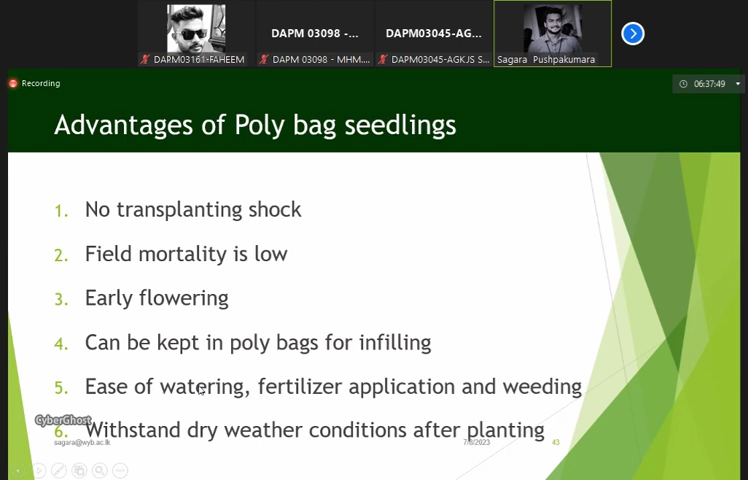 DAPM03161-FAHEEM
DAPM 03098 -...
DAPM 03098 - MHM....
DAPM03045-AG...
DAPM03045-AGKJS S...
Sagara Pushpakumara
Recording
06:37:49
Advantages of Poly bag seedlings
1. No transplanting shock
2. Field mortality is low
3. Early flowering
4. Can be kept in poly bags for infilling
5. Ease of watering, fertilizer application and weeding
CyberGhost
6. Withstand dry weather conditions after planting
sagara@wyb.ac.lk
7/8/2023
43